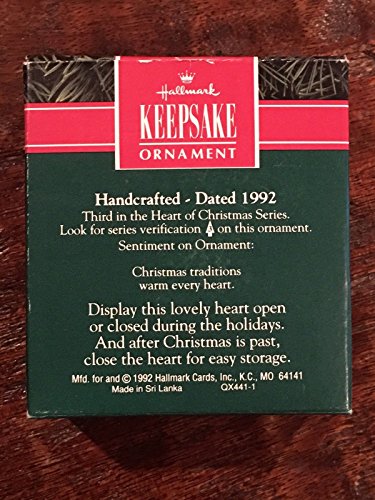 Hallmark
KEEPSAKE
ORNAMENT
Handcrafted - Dated 1992
Third in the Heart of Christmas Series.
Look for series verification on this ornament.
Sentiment on Ornament:
Christmas traditions
warm every heart.
Display this lovely heart open
or closed during the holidays.
And after Christmas is past,
close the heart for easy storage.
Mfd. for and © 1992 Hallmark Cards, Inc., K.C., MO 64141
Made in Sri Lanka QX441-1